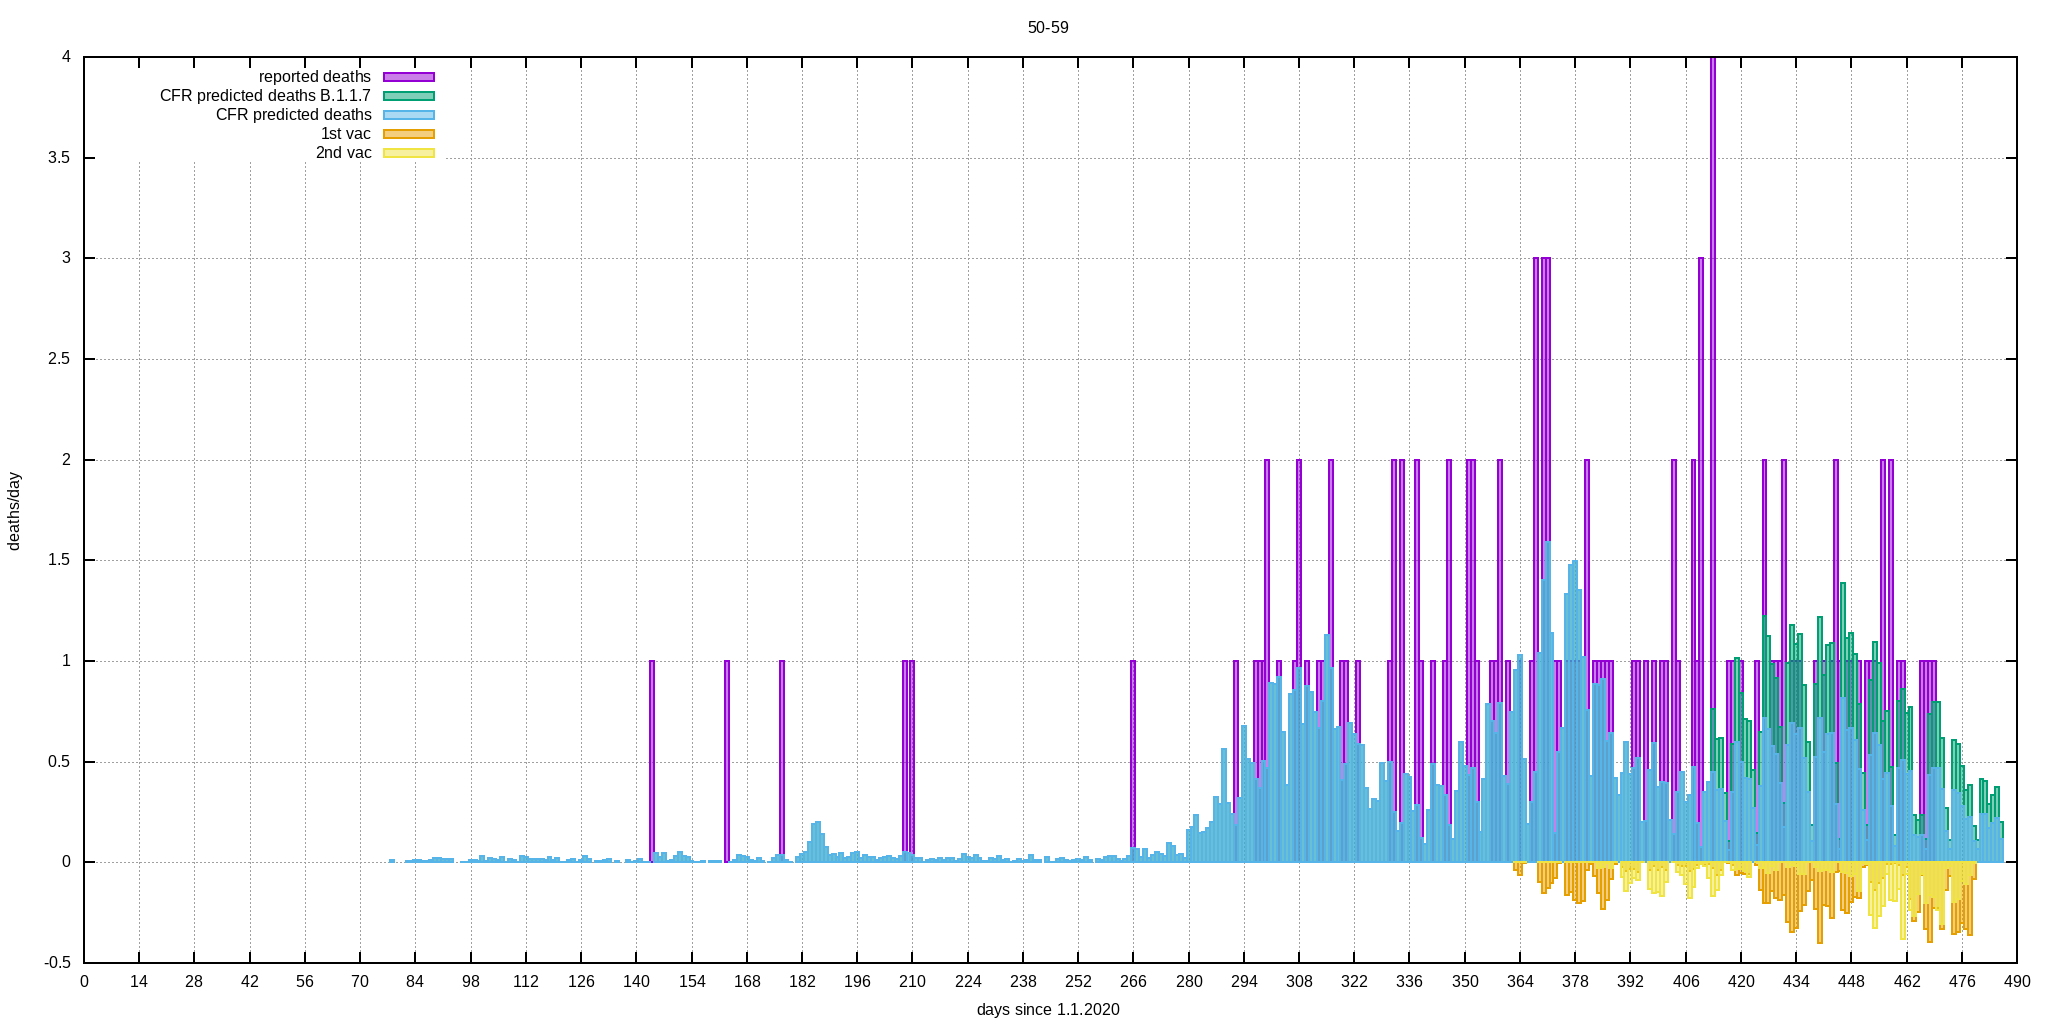 50-59
reported deaths
CFR predicted deaths B.1.1.7
CFR predicted deaths
1st vac
2nd vac
4
3.5
3
2.5
2
1.5
1
0.5
0
-0.5
deaths/day
0 14 28 42 56 70 84 98 112 126 140 154 168 182 196 210 224 238 252 266 280 294 308 322 336 350 364 378 392 406 420 434 448 462 476 490
days since 1.1.2020